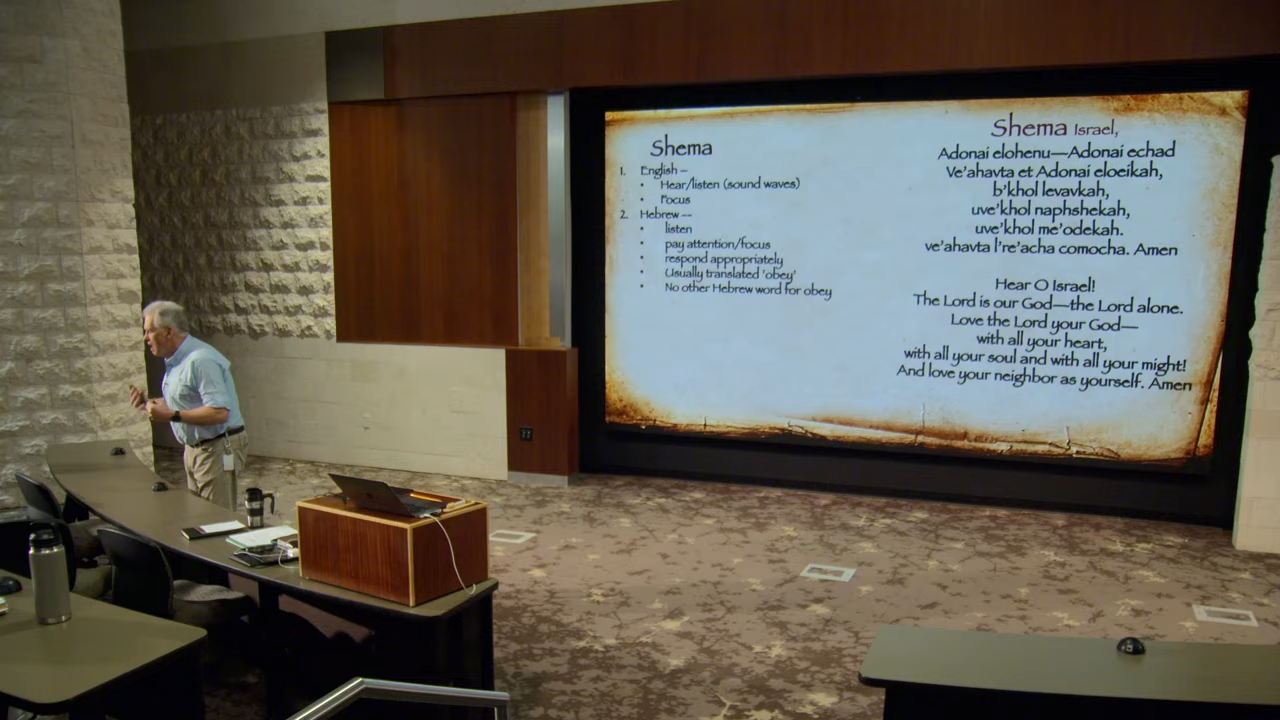 Shema
1. English –
• Hear/listen (sound waves)
• Focus
2. Hebrew --
• listen
• pay attention/focus
• respond appropriately
• Usually translated 'obey'
• No other Hebrew word for obey
Shema Israel,
Adonai elohenu—Adonai echad
Ve'ahavta et Adonai eloeikah,
b'khol levavkah,
uve'khol naphshekah,
uve'khol me'odekah.
ve'ahavta l're'acha comocha. Amen
Hear O Israel!
The Lord is our God—the Lord alone.
Love the Lord your God—
with all your heart,
with all your soul and with all your might!
And love your neighbor as yourself. Amen